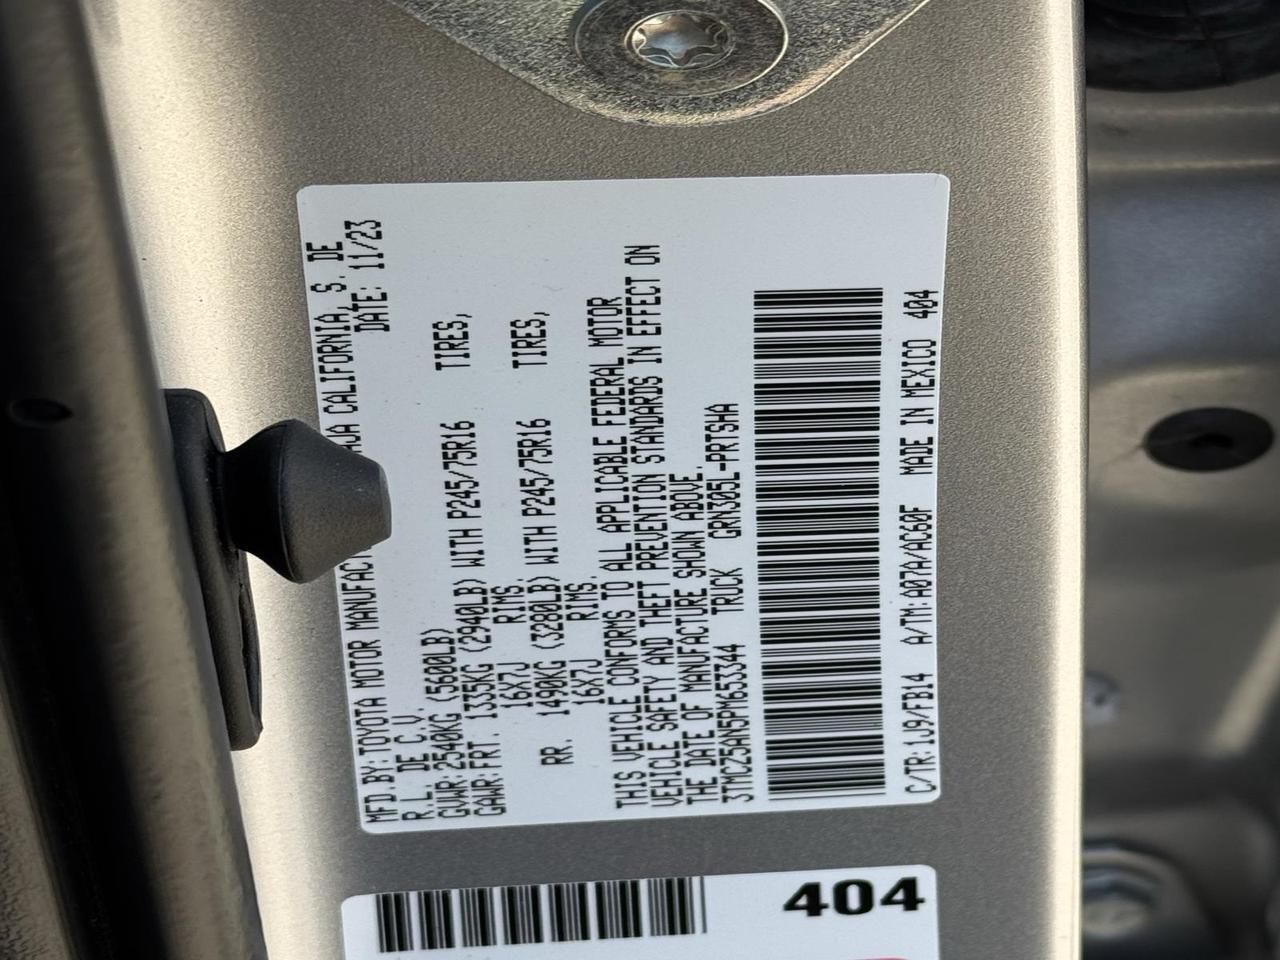 MFD.BY:TOYOTA MOTOR MANUFAC CALIFORNIA, S. DE
R.L. DE C.V. DATE: 11/23
GVWR:2540KG (5600LB)
GAWR:FRT. 1335KG (2940LB) WITH P245/75R16 TIRES,
16X7J RIMS
RR. 1490KG (3280LB) WITH P245/75R16 TIRES,
16X7J RIMS.
THIS VEHICLE CONFORMS TO ALL APPLICABLE FEDERAL MOTOR
VEHICLE SAFETY AND THEFT PREVENTION STANDARDS IN EFFECT ON
THE DATE OF MANUFACTURE SHOWN ABOVE.
3TMCZ5AN5PM653344 TRUCK GRN305L-PRTSHA
C/TR:1J9/FB14 A/TM:A07A/AC60F MADE IN MEXICO 404
404